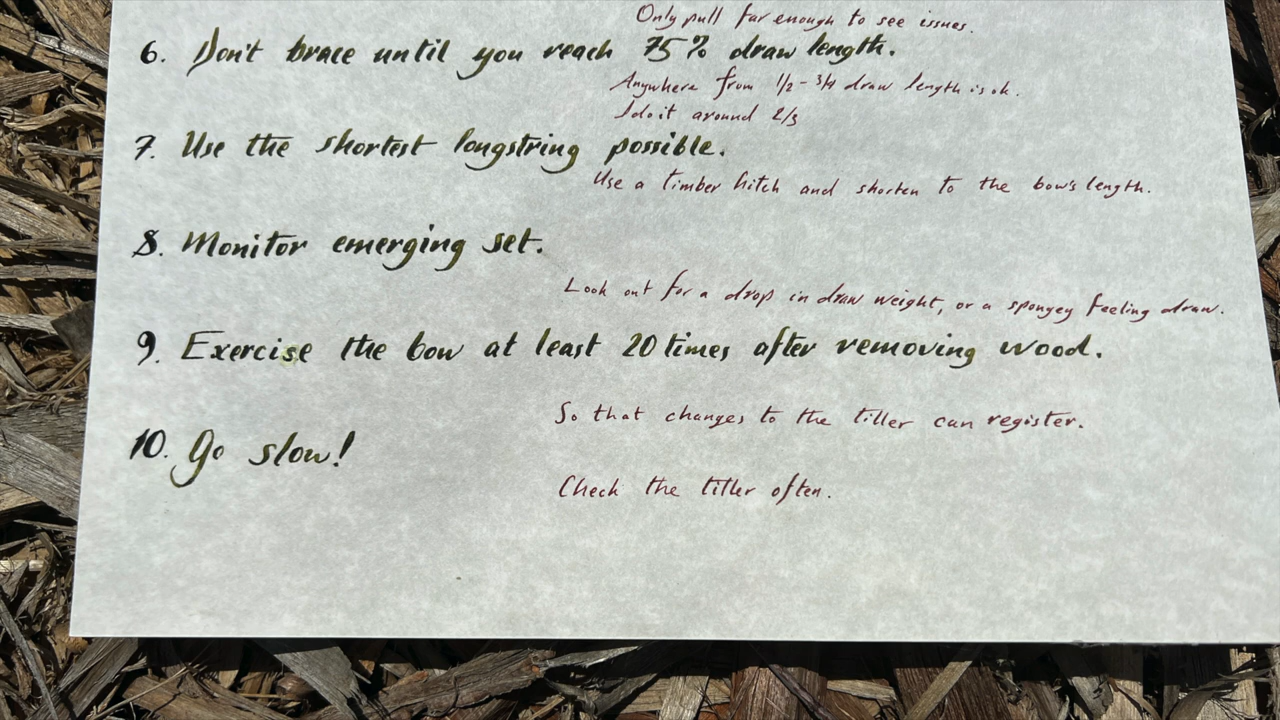 Only pull far enough to see issues.
6. Don't brace until you reach 75% draw length.
Anywhere from 1/2 - 3/4 draw length is ok.
I do it around 2/3
7. Use the shortest longstring possible.
Use a timber hitch and shorten to the bow's length.
8. Monitor emerging set.
Look out for a drop in draw weight, or a spongey feeling draw.
9. Exercise the bow at least 20 times after removing wood.
So that changes to the tiller can register.
10. Go slow!
Check the tiller often.